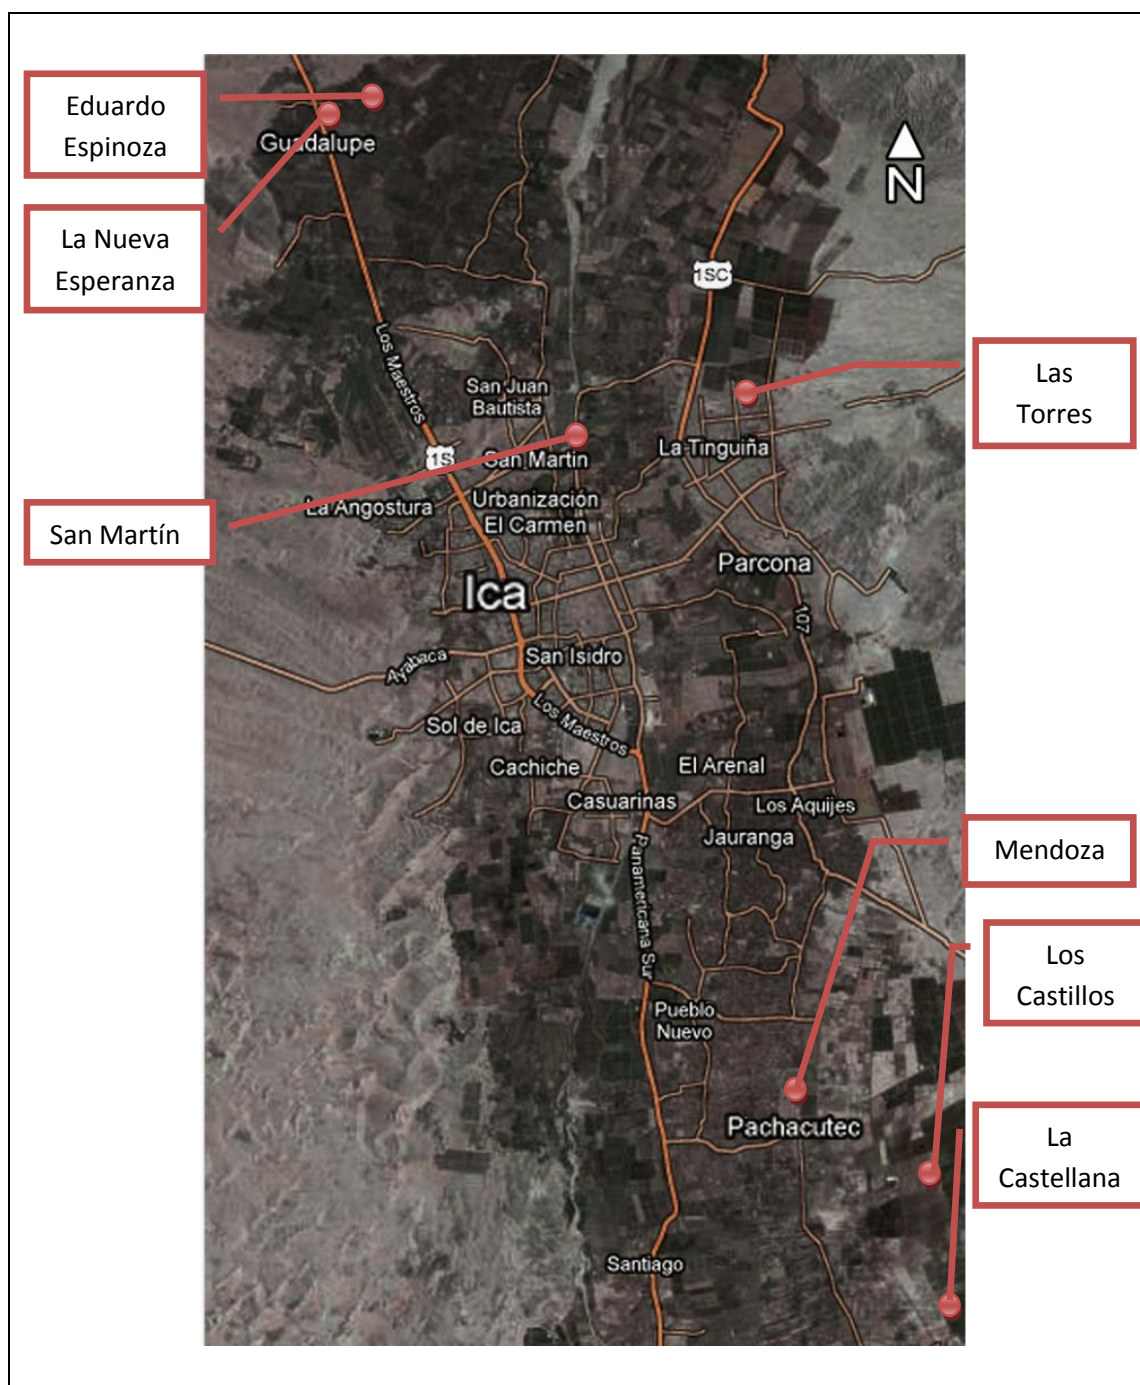 Eduardo
Espinoza
Guadalupe
La Nueva
Esperanza
N
1SC
Los Maestros
San Juan
Bautista
Las
Torres
1S
San Martin
La Tinguiña
La Angostura
Urbanización
El Carmen
San Martín
Parcona
Ica
107
Ayabaca
San Isidro
Sol de Ica
Los Maestros
Cachiche
El Arenal
Casuarinas
Los Aquijes
Jauranga
Mendoza
Panamericana Sur
Los
Castillos
Pueblo
Nuevo
Pachacutec
La
Castellana
Santiago